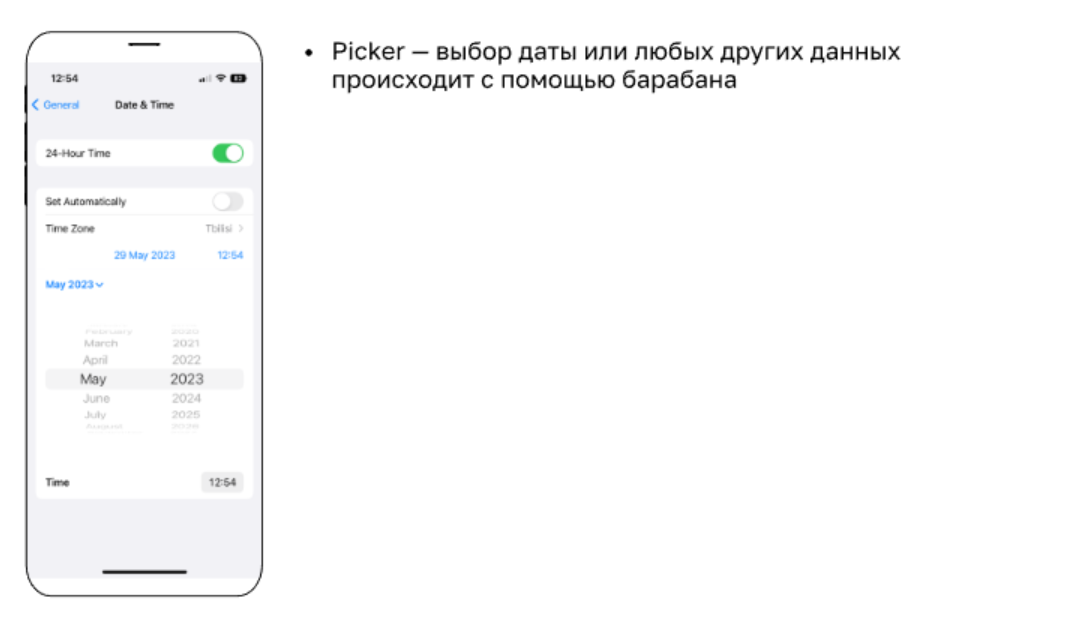 12:54
General
Date & Time
24-Hour Time
Set Automatically
Time Zone
Tbilisi
29 May 2023
12:54
May 2023
February 2020
March 2021
April 2022
May 2023
June 2024
July 2025
August 2026
Time
12:54
• Picker — выбор даты или любых других данных
происходит с помощью барабана